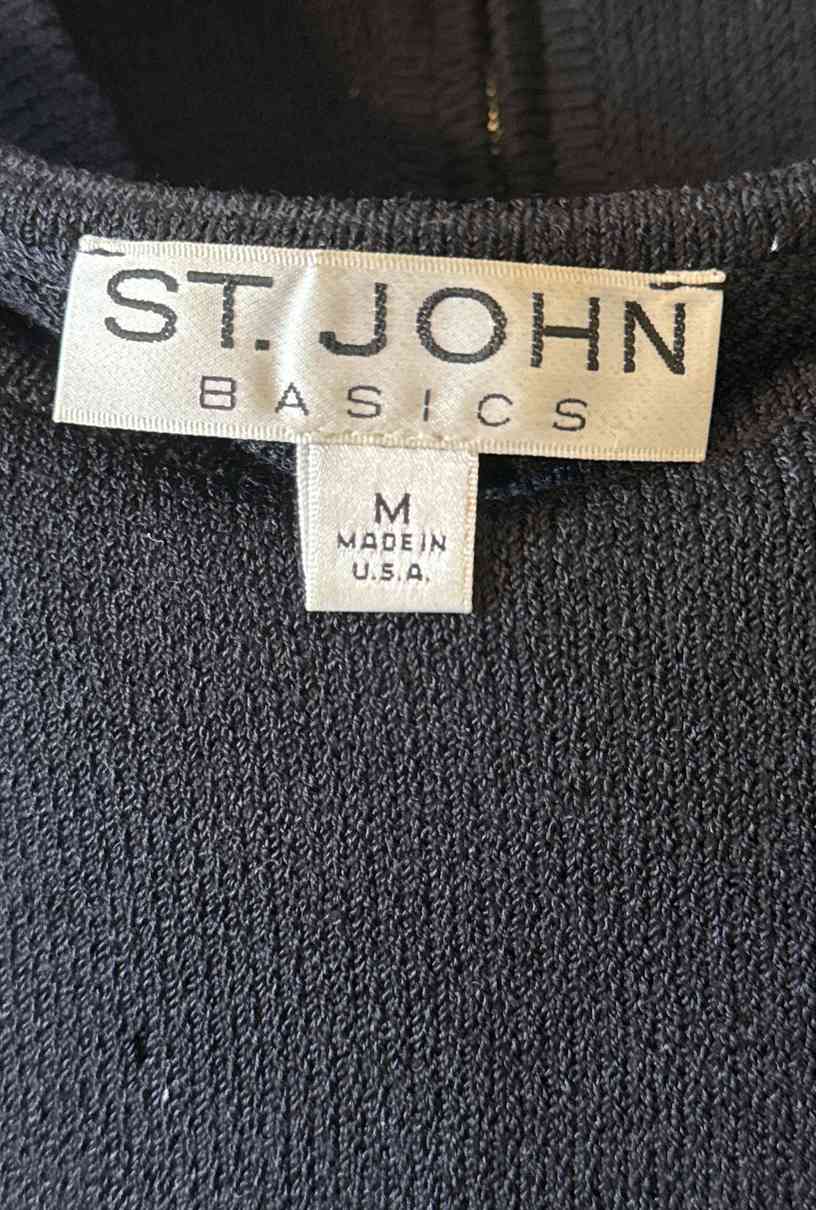 ST. JOHN
BASICS
M
MADE IN
U.S.A.